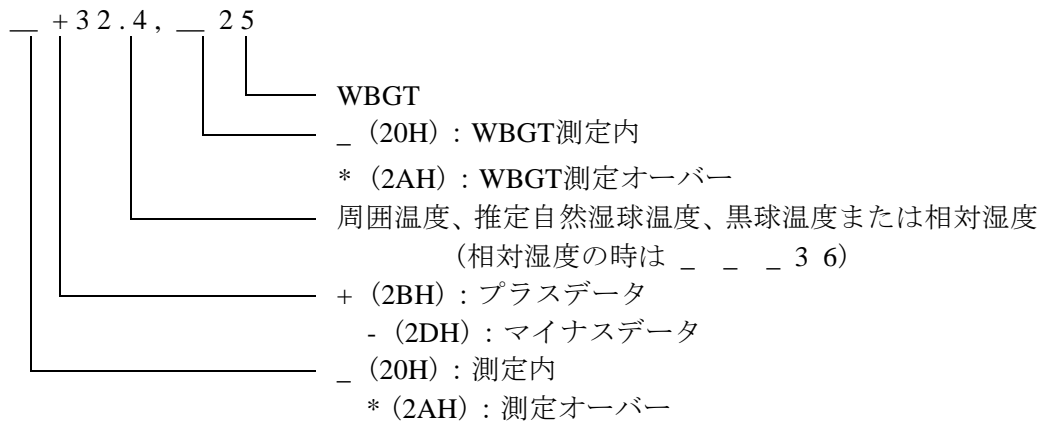 _ +32.4, _ 25
WBGT
_ (20H) : WBGT測定内
* (2AH) : WBGT測定オーバー
周囲温度、推定自然湿球温度、黒球温度または相対湿度
(相対湿度の時は _ _ _ 3 6)
+ (2BH) : プラスデータ
- (2DH) : マイナスデータ
_ (20H) : 測定内
* (2AH) : 測定オーバー